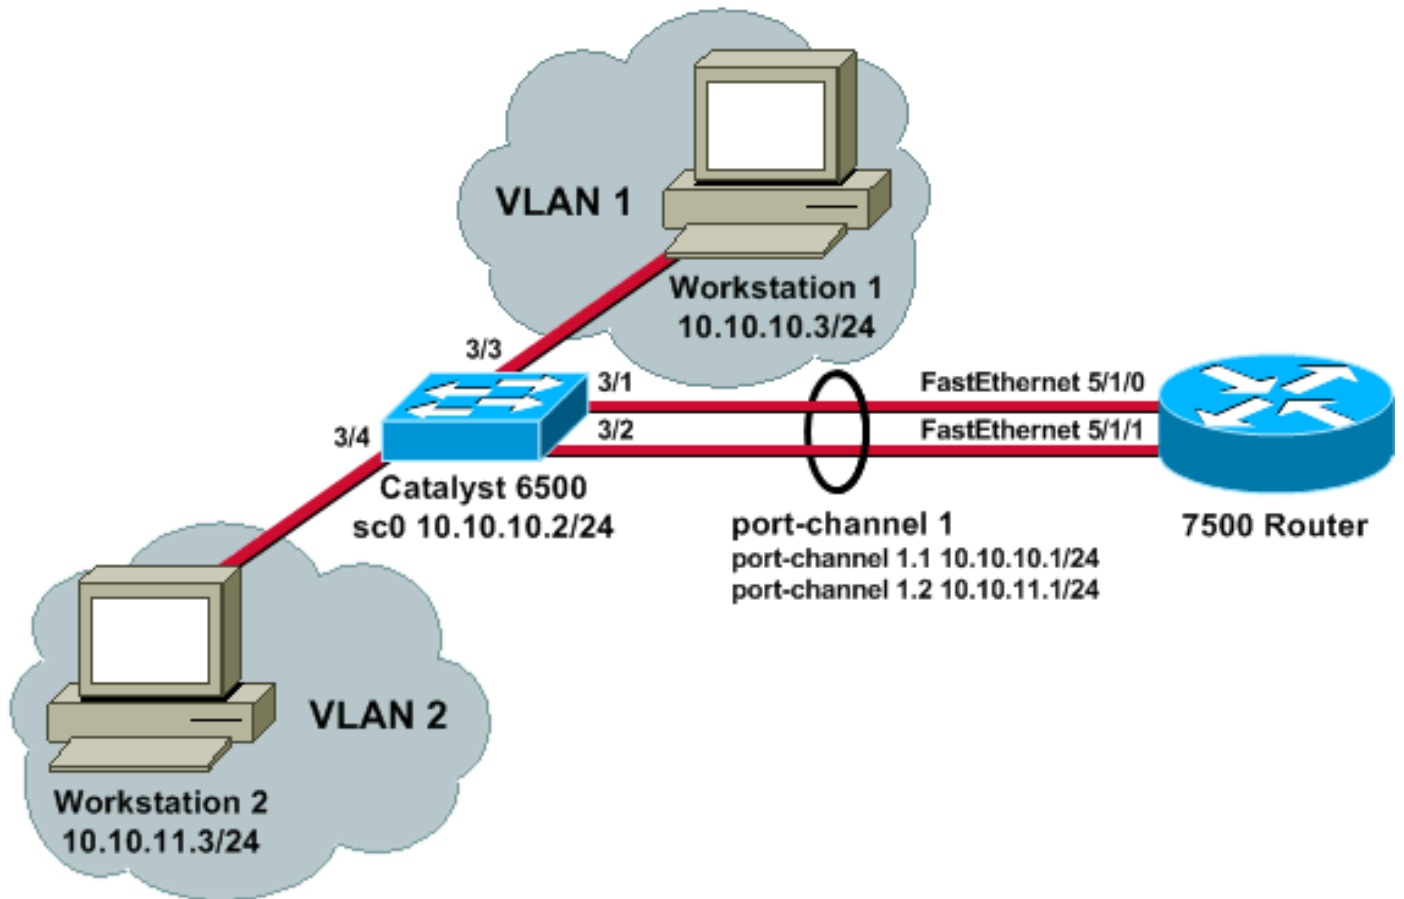 VLAN 1
Workstation 1
10.10.10.3/24
3/3
3/1
FastEthernet 5/1/0
3/4
3/2
FastEthernet 5/1/1
Catalyst 6500
sc0 10.10.10.2/24
port-channel 1
port-channel 1.1 10.10.10.1/24
port-channel 1.2 10.10.11.1/24
7500 Router
VLAN 2
Workstation 2
10.10.11.3/24